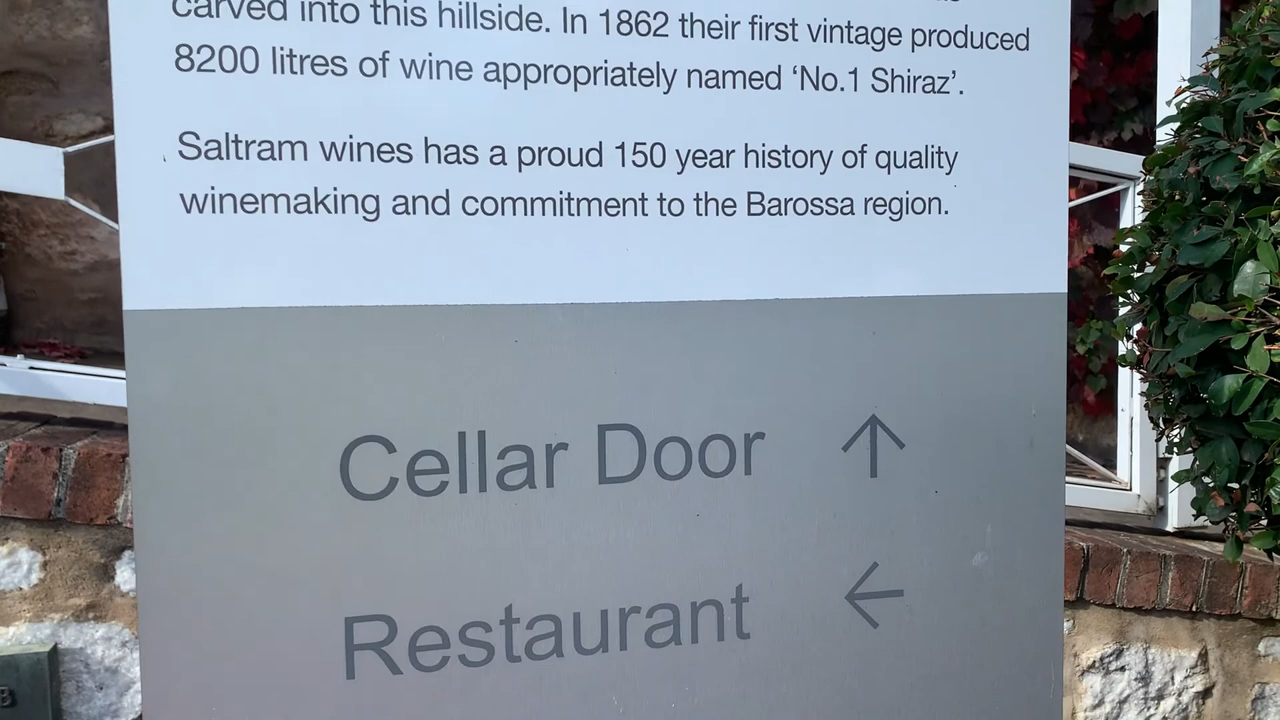 carved into this hillside. In 1862 their first vintage produced
8200 litres of wine appropriately named ‘No.1 Shiraz’.
Saltram wines has a proud 150 year history of quality
winemaking and commitment to the Barossa region.
Cellar Door ↑
Restaurant ←